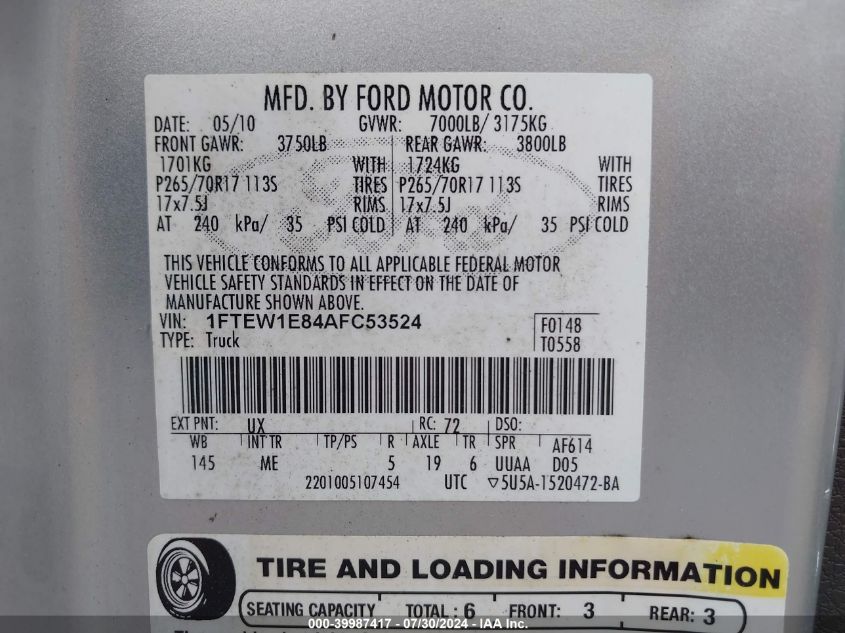 MFD. BY FORD MOTOR CO.
DATE: 05/10 GVWR: 7000LB/ 3175KG
FRONT GAWR: 3750LB REAR GAWR: 3800LB
1701KG WITH 1724KG WITH
P265/70R17 113S TIRES P265/70R17 113S TIRES
17x7.5J RIMS 17x7.5J RIMS
AT 240 kPa/ 35 PSI COLD AT 240 kPa/ 35 PSI COLD
THIS VEHICLE CONFORMS TO ALL APPLICABLE FEDERAL MOTOR
VEHICLE SAFETY STANDARDS IN EFFECT ON THE DATE OF
MANUFACTURE SHOWN ABOVE.
VIN: 1FTEW1E84AFC53524 F0148
TYPE: Truck T0558
EXT PNT: UX RC: 72 DSO:
WB INT TR TP/PS R AXLE TR SPR AF614
145 ME 5 19 6 UUAA D05
2201005107454 UTC ▽5U5A-1520472-BA
TIRE AND LOADING INFORMATION
SEATING CAPACITY TOTAL : 6 FRONT: 3 REAR: 3
000-39987417 - 07/30/2024 - IAA Inc.